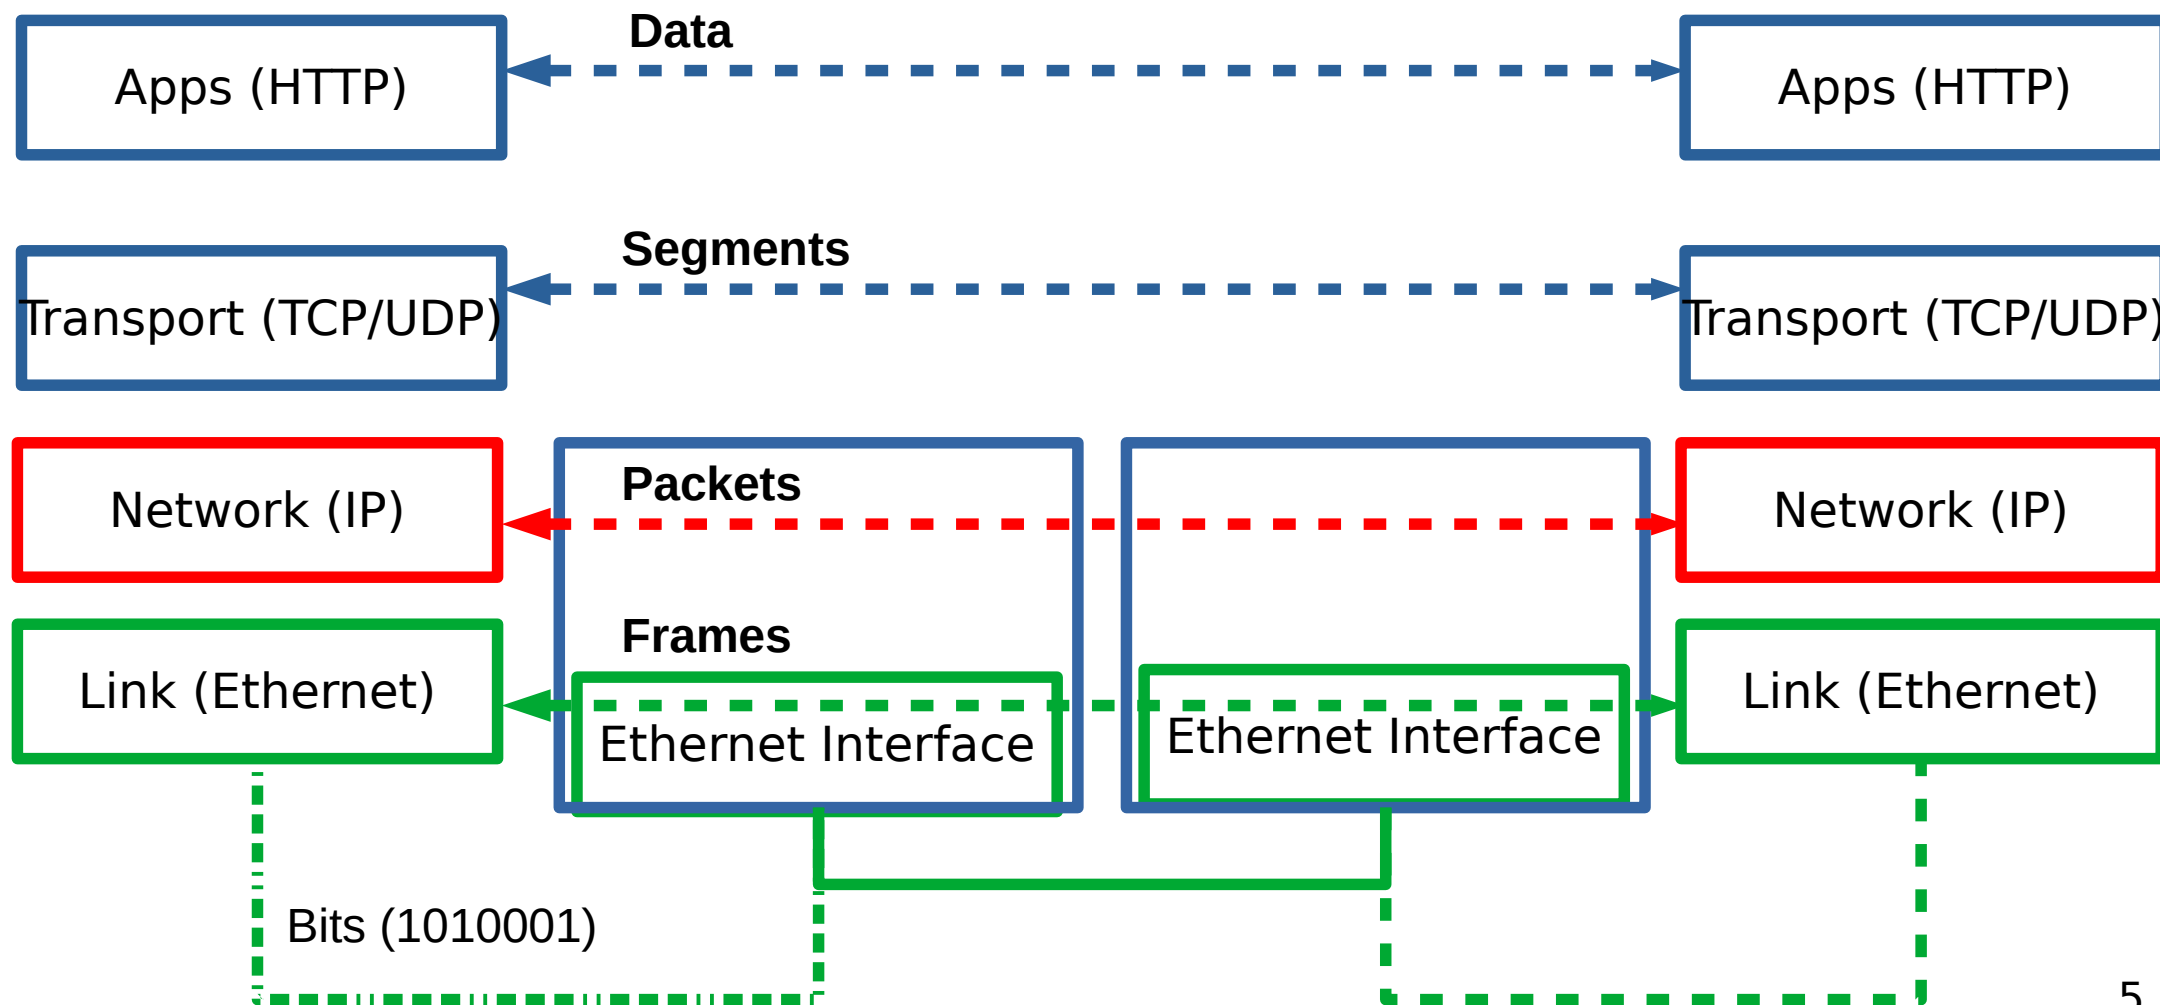 Data
Apps (HTTP)
Apps (HTTP)
Segments
Transport (TCP/UDP)
Transport (TCP/UDP)
Packets
Network (IP)
Network (IP)
Frames
Link (Ethernet)
Link (Ethernet)
Ethernet Interface
Ethernet Interface
Bits (1010001)
5